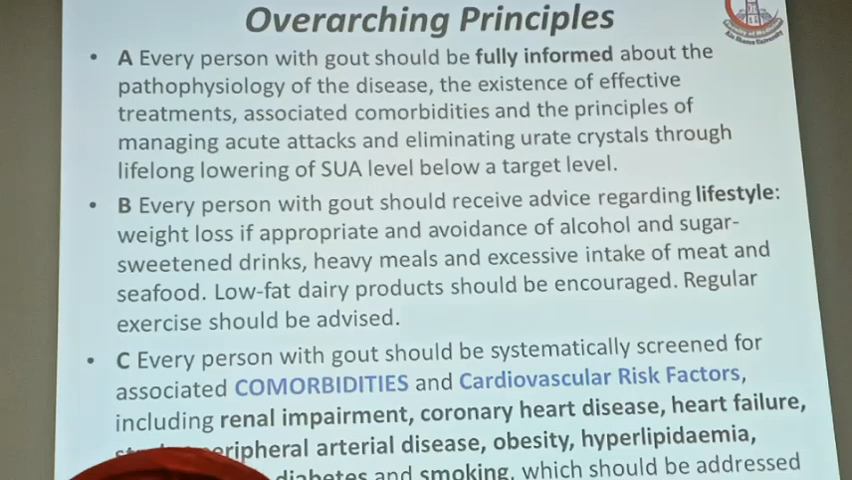 Overarching Principles
• A Every person with gout should be fully informed about the
pathophysiology of the disease, the existence of effective
treatments, associated comorbidities and the principles of
managing acute attacks and eliminating urate crystals through
lifelong lowering of SUA level below a target level.
• B Every person with gout should receive advice regarding lifestyle:
weight loss if appropriate and avoidance of alcohol and sugar-
sweetened drinks, heavy meals and excessive intake of meat and
seafood. Low-fat dairy products should be encouraged. Regular
exercise should be advised.
• C Every person with gout should be systematically screened for
associated COMORBIDITIES and Cardiovascular Risk Factors,
including renal impairment, coronary heart disease, heart failure,
arterial disease, obesity, hyperlipidaemia,
diabetes and smoking, which should be addressed